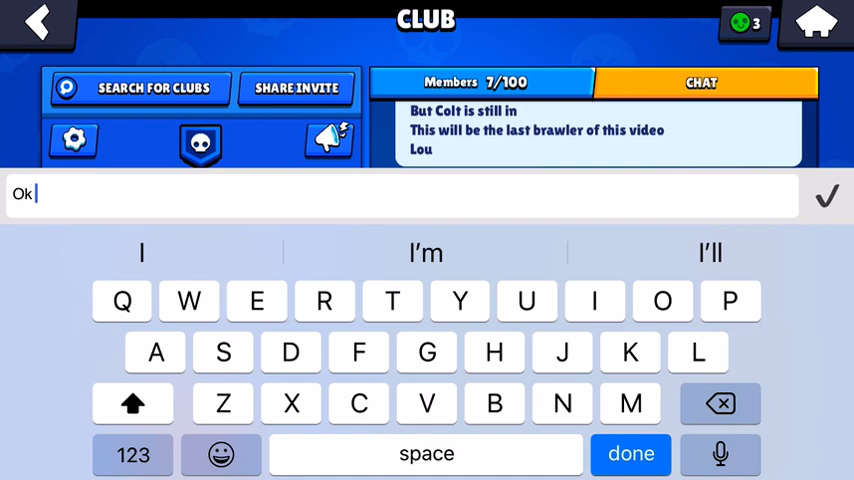 CLUB
3
SEARCH FOR CLUBS
SHARE INVITE
Members 7/100
CHAT
But Colt is still in
This will be the last brawler of this video
Lou
Ok
I
I'm
I'll
Q W E R T Y U I O P
A S D F G H J K L
Z X C V B N M
123
space
done